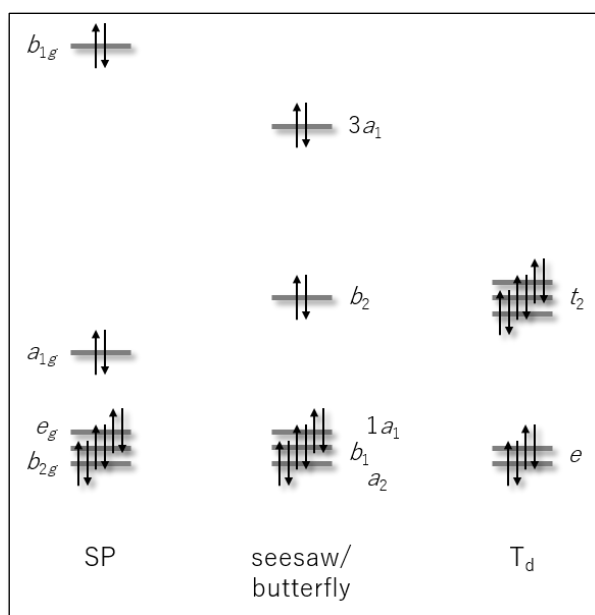 b1g
3a1
b2
t2
a1g
eg
1a1
b2g
b1
e
a2
SP
seesaw/
butterfly
Td